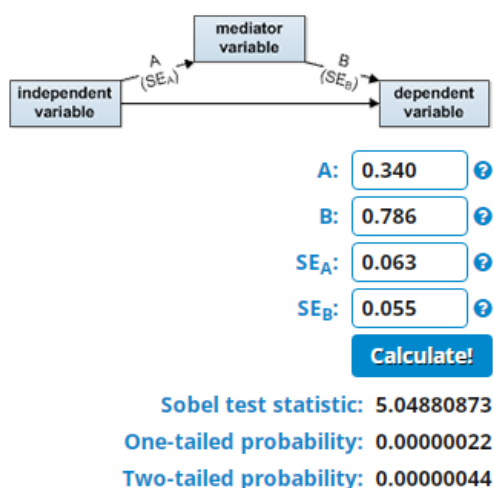 mediator
variable
A
(SEA)
B
(SEB)
independent
variable
dependent
variable
A: 0.340 ?
B: 0.786 ?
SEA: 0.063 ?
SEB: 0.055 ?
Calculate!
Sobel test statistic: 5.04880873
One-tailed probability: 0.00000022
Two-tailed probability: 0.00000044